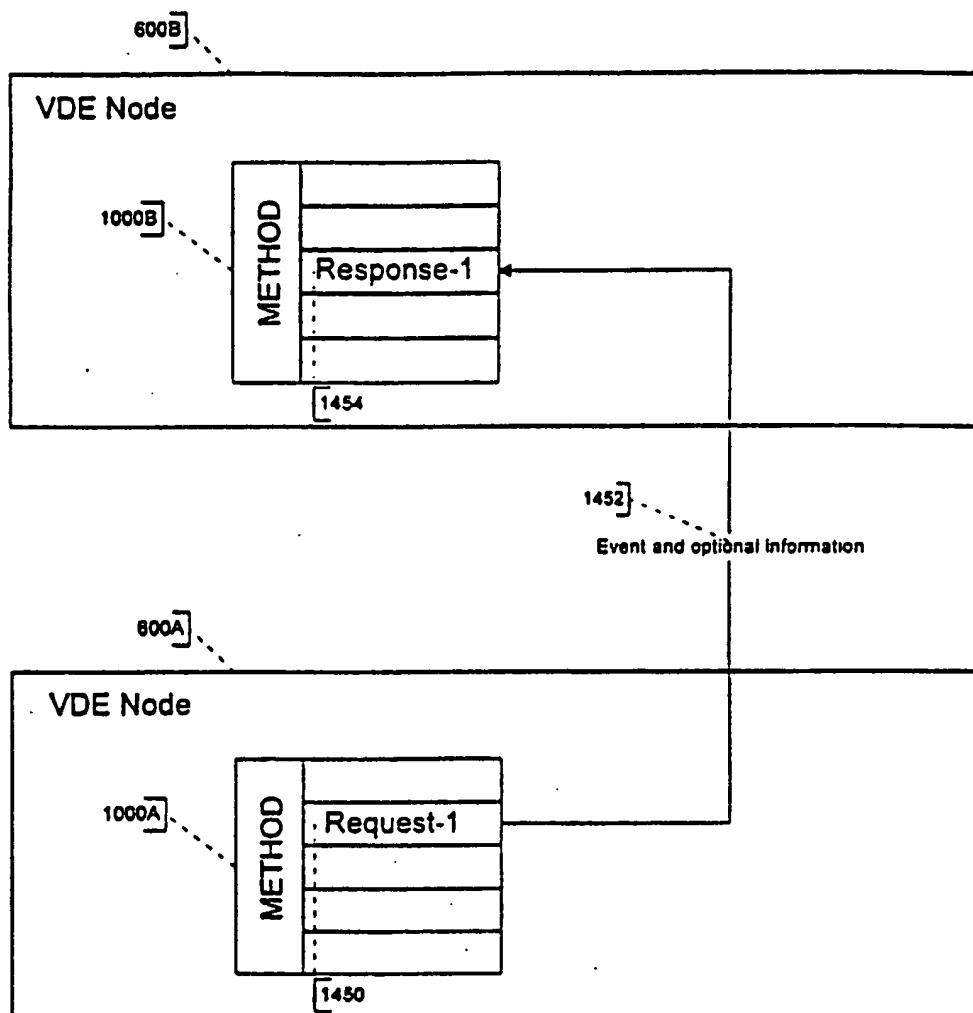 600B
VDE Node
1000B
METHOD
Response-1
1454
1452
Event and optional information
600A
VDE Node
1000A
METHOD
Request-1
1450